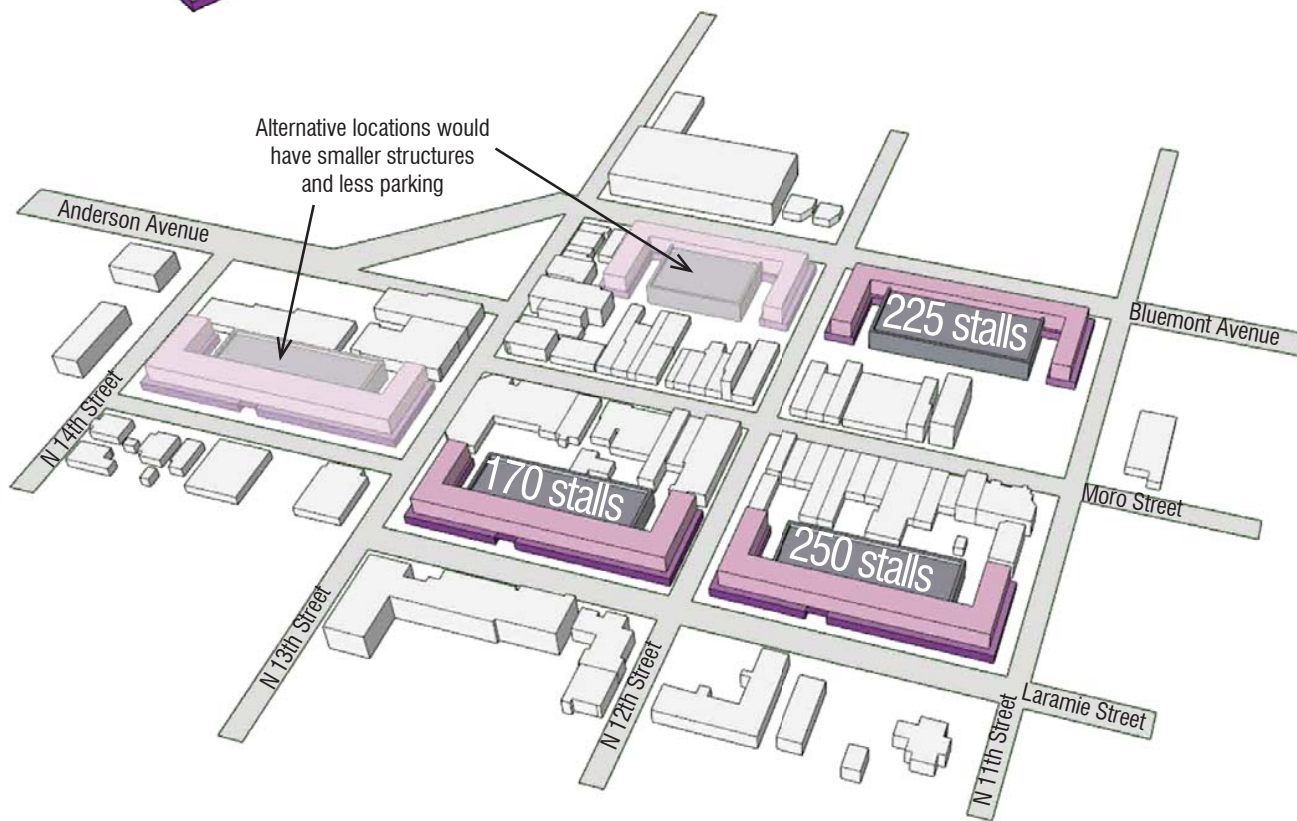 Alternative locations would
have smaller structures
and less parking
Anderson Avenue
225 stalls
Bluemont Avenue
N 14th Street
170 stalls
Moro Street
250 stalls
N 13th Street
N 12th Street
Laramie Street
N 11th Street